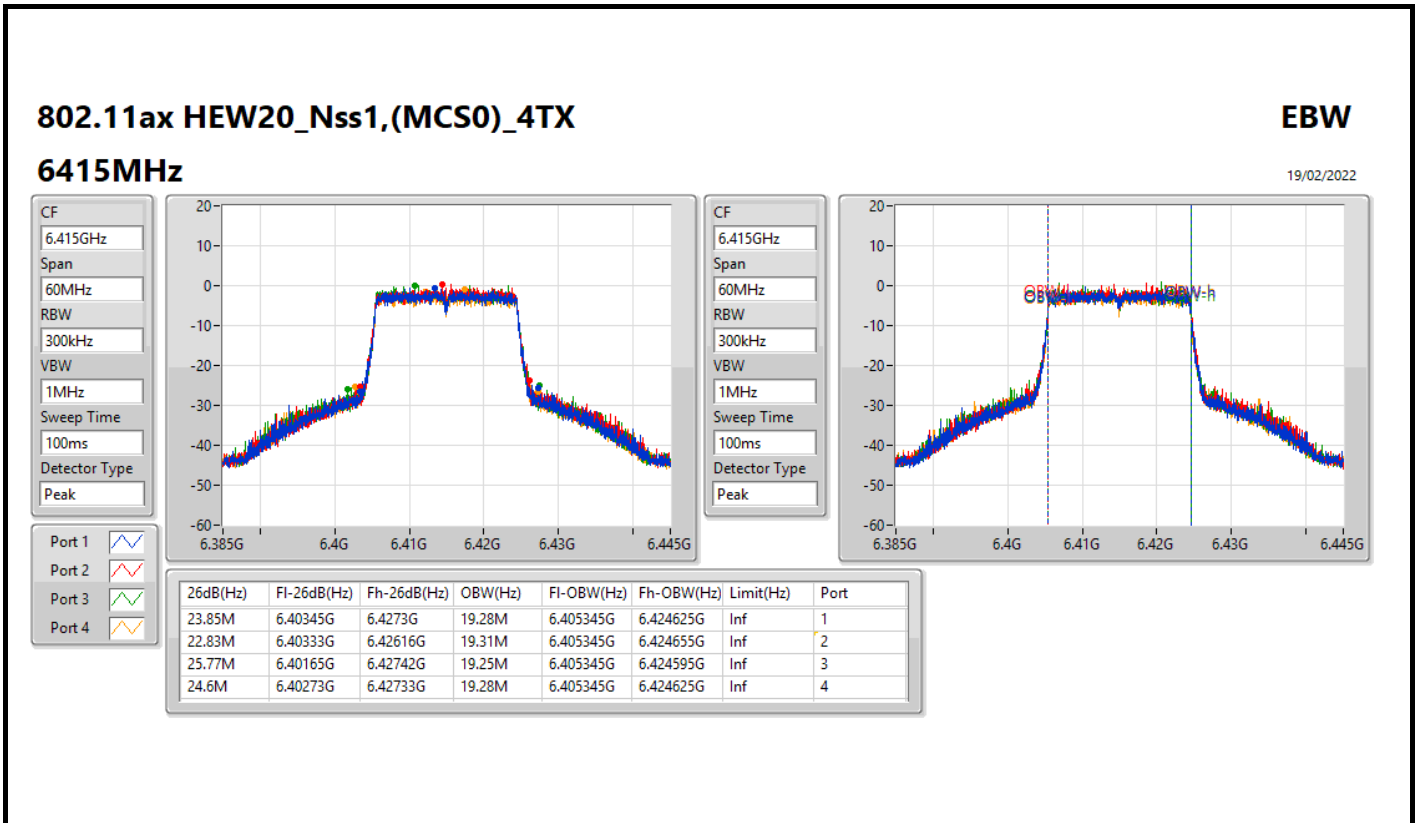 802.11ax HEW20_Nss1,(MCS0)_4TX
EBW
6415MHz
19/02/2022
CF
6.415GHz
Span
60MHz
RBW
300kHz
VBW
1MHz
Sweep Time
100ms
Detector Type
Peak
20
10
0
-10
-20
-30
-40
-50
-60
6.385G 6.4G 6.41G 6.42G 6.43G 6.445G
CF
6.415GHz
Span
60MHz
RBW
300kHz
VBW
1MHz
Sweep Time
100ms
Detector Type
Peak
20
10
0
-10
-20
-30
-40
-50
-60
6.385G 6.4G 6.41G 6.42G 6.43G 6.445G
Port 1
Port 2
Port 3
Port 4
26dB(Hz) Fl-26dB(Hz) Fh-26dB(Hz) OBW(Hz) Fl-OBW(Hz) Fh-OBW(Hz) Limit(Hz) Port
23.85M 6.40345G 6.4273G 19.28M 6.405345G 6.424625G Inf 1
22.83M 6.40333G 6.42616G 19.31M 6.405345G 6.424655G Inf 2
25.77M 6.40165G 6.42742G 19.25M 6.405345G 6.424595G Inf 3
24.6M 6.40273G 6.42733G 19.28M 6.405345G 6.424625G Inf 4